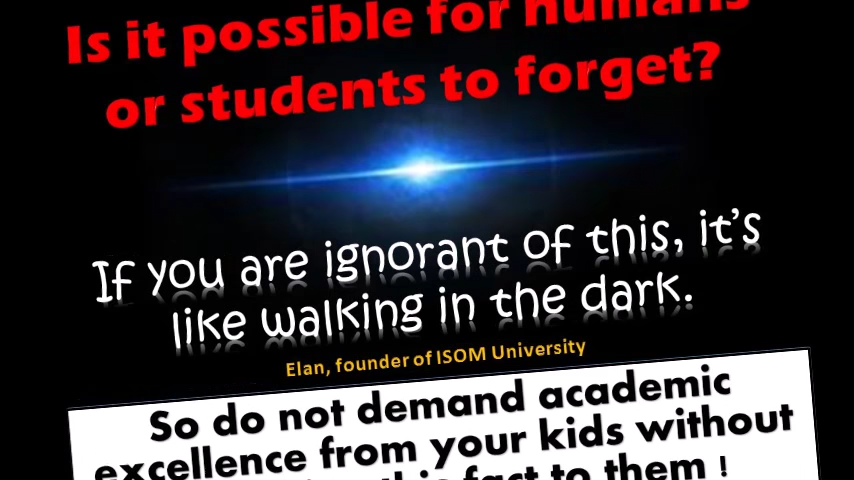 Is it possible for humans
or students to forget?
If you are ignorant of this, it's
like walking in the dark.
Elan, founder of ISOM University
So do not demand academic
excellence from your kids without
this fact to them !